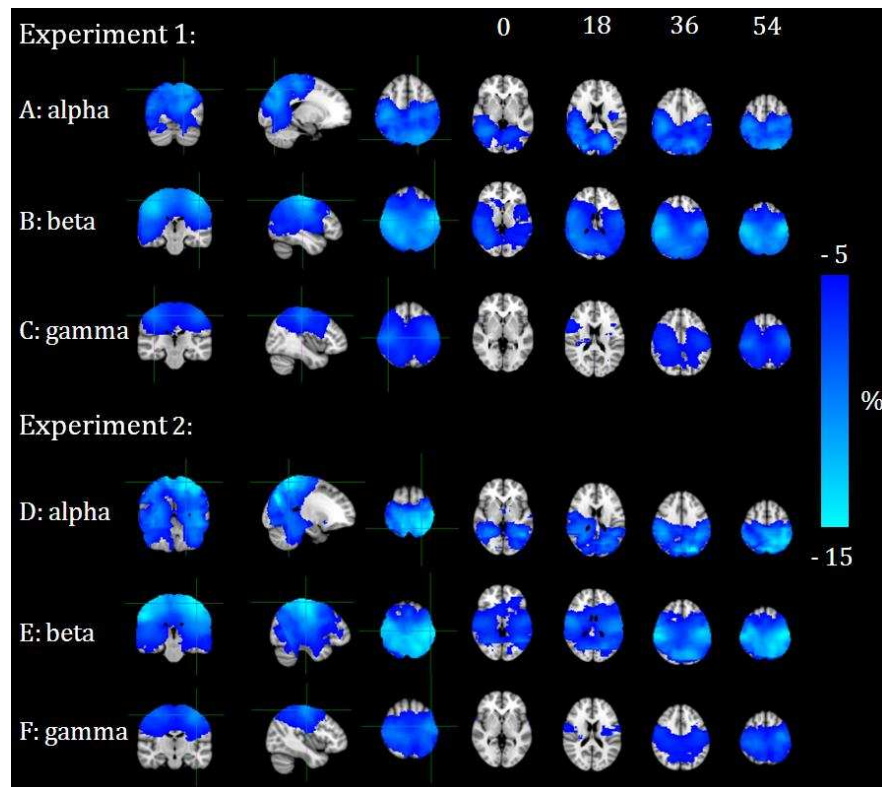 Experiment 1:
0 18 36 54
A: alpha
B: beta
C: gamma
Experiment 2:
D: alpha
E: beta
F: gamma
- 5
%
- 15